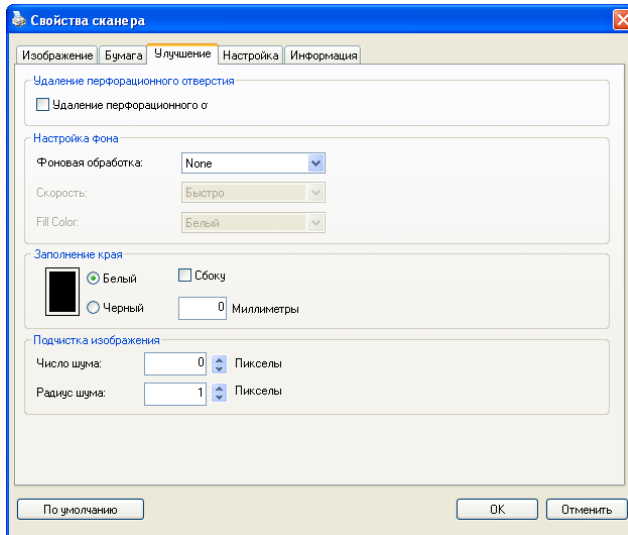 Свойства сканера
Изображение Бумага Улучшение Настройка Информация
Удаление перфорационного отверстия
Удаление перфорационного о
Настройка фона
Фоновая обработка: None
Скорость: Быстро
Fill Color: Белый
Заполнение края
Белый Сбоку
Черный 0 Миллиметры
Подчистка изображения
Число шума: 0 Пикселы
Радиус шума: 1 Пикселы
По умолчанию OK Отменить